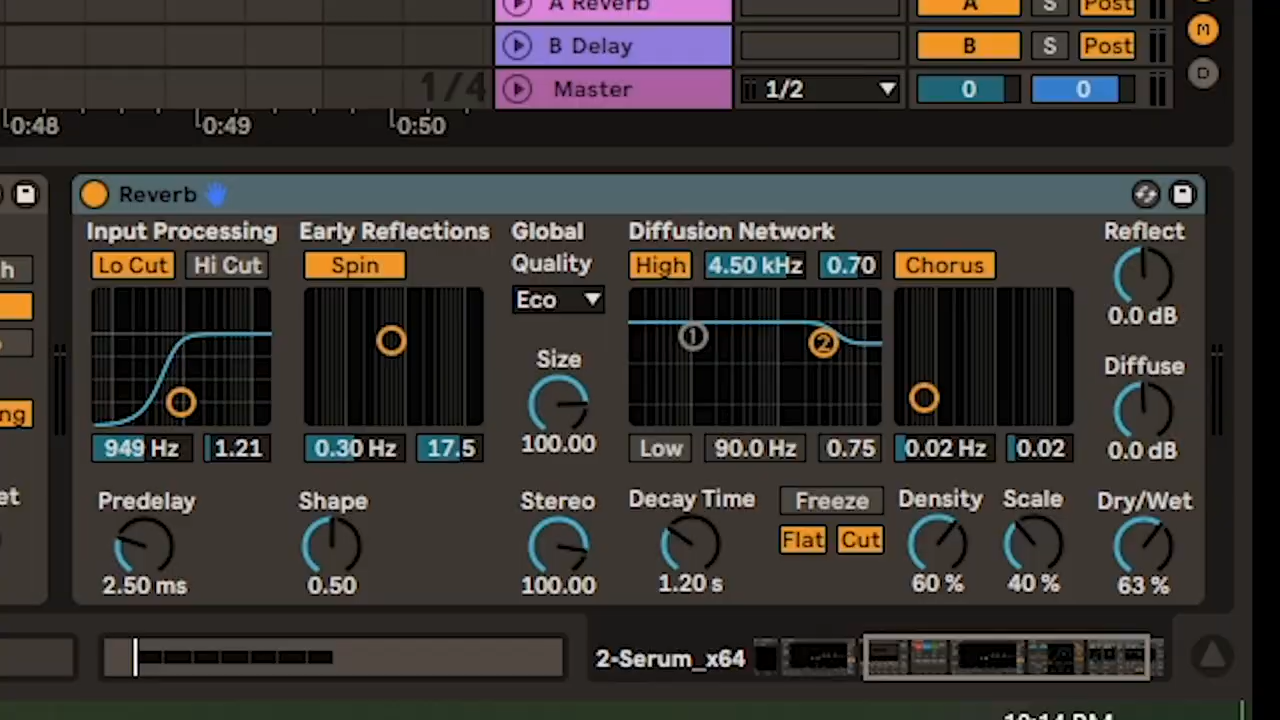 A Reverb A S Post
B Delay B S Post M
1/4 Master 1/2 0 0 D
0:48 0:49 0:50
Reverb
Input Processing Early Reflections Global Diffusion Network Reflect
h Lo Cut Hi Cut Spin Quality High 4.50 kHz 0.70 Chorus
Eco 1 2 0.0 dB
Size Diffuse
ng 949 Hz 1.21 0.30 Hz 17.5 100.00 Low 90.0 Hz 0.75 0.02 Hz 0.02 0.0 dB
et Predelay Shape Stereo Decay Time Freeze Density Scale Dry/Wet
Flat Cut
2.50 ms 0.50 100.00 1.20 s 60 % 40 % 63 %
2-Serum_x64